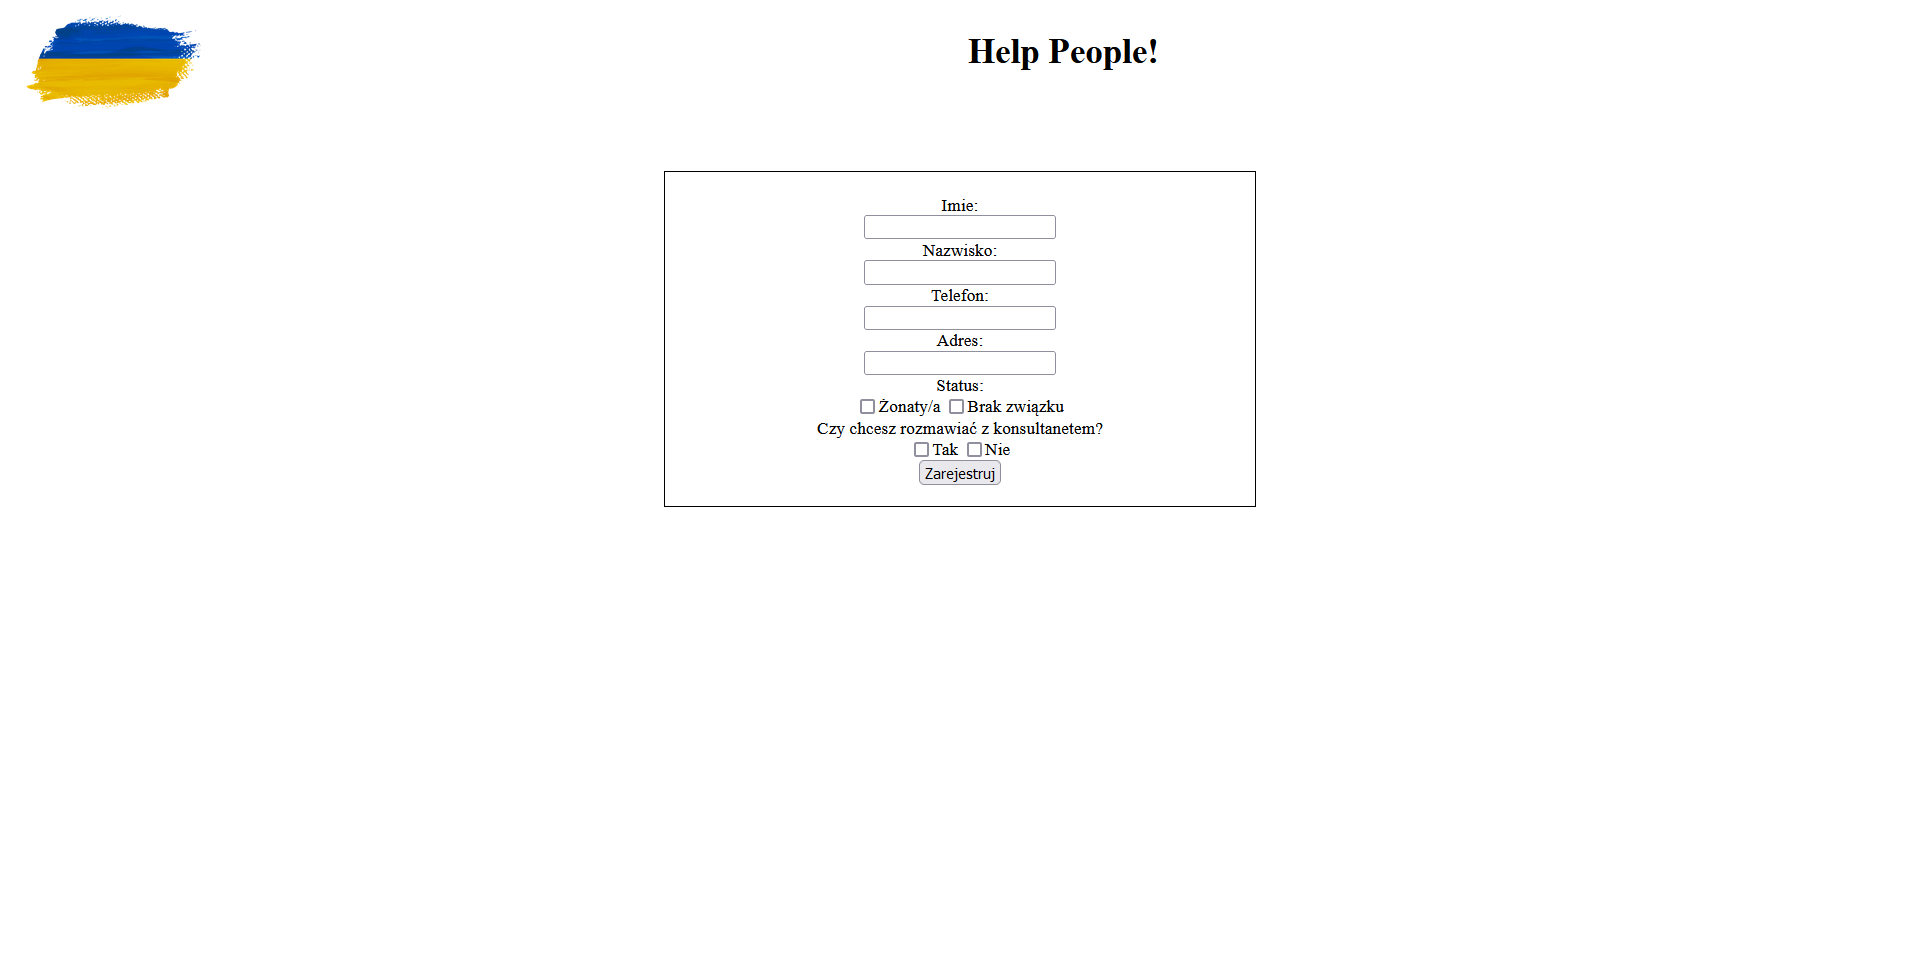 Help People!
Imie:
Nazwisko:
Telefon:
Adres:
Status:
Żonaty/a Brak związku
Czy chcesz rozmawiać z konsultanetem?
Tak Nie
Zarejestruj